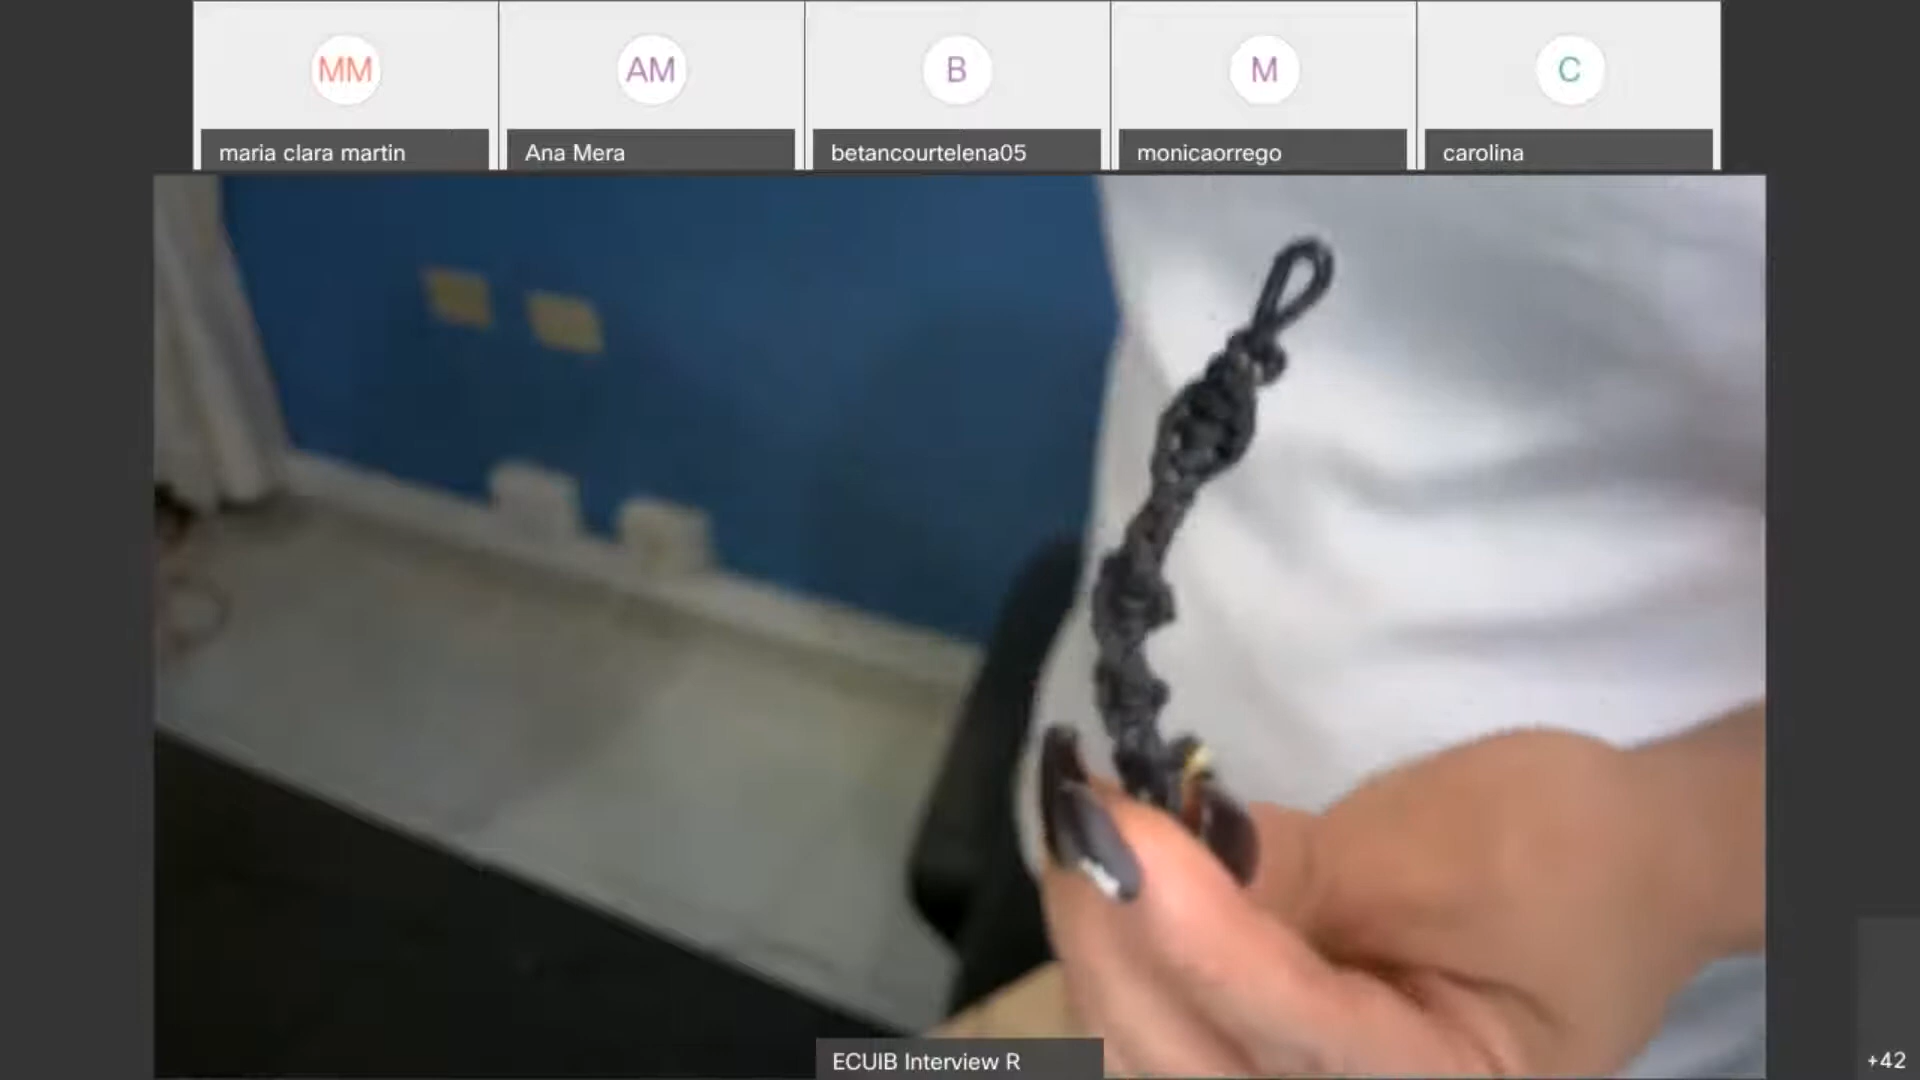 MM
AM
B
M
C
maria clara martin
Ana Mera
betancourtelena05
monicaorrego
carolina
ECUIB Interview R
+42